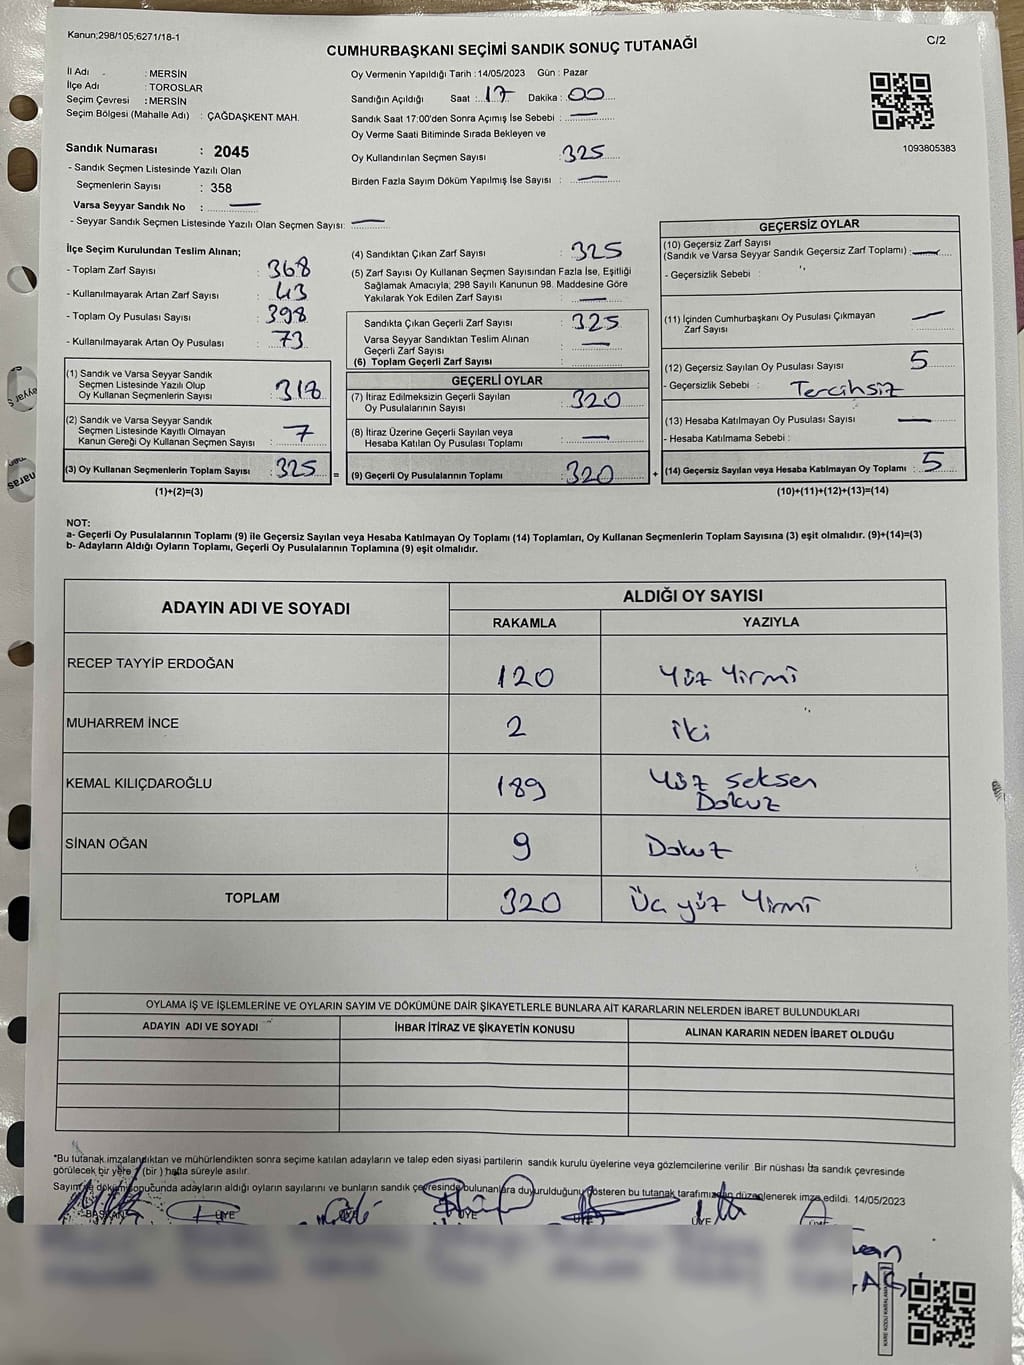 Kanun;298/105;6271/18-1
C/2
CUMHURBAŞKANI SEÇİMİ SANDIK SONUÇ TUTANAĞI
İl Adı : MERSİN
İlçe Adı : TOROSLAR
Seçim Çevresi : MERSİN
Seçim Bölgesi (Mahalle Adı) : ÇAĞDAŞKENT MAH.
Sandık Numarası : 2045
- Sandık Seçmen Listesinde Yazılı Olan
Seçmenlerin Sayısı : 358
Varsa Seyyar Sandık No : —
- Seyyar Sandık Seçmen Listesinde Yazılı Olan Seçmen Sayısı: —
Oy Vermenin Yapıldığı Tarih : 14/05/2023 Gün : Pazar
Sandığın Açıldığı Saat : 17 Dakika : 00
Sandık Saat 17:00'den Sonra Açımış İse Sebebi : —
Oy Verme Saati Bitiminde Sırada Bekleyen ve
Oy Kullandırılan Seçmen Sayısı 325
Birden Fazla Sayım Döküm Yapılmış İse Sayısı : —
1093805383
İlçe Seçim Kurulundan Teslim Alınan;
- Toplam Zarf Sayısı : 368
- Kullanılmayarak Artan Zarf Sayısı : 43
- Toplam Oy Pusulası Sayısı : 398
- Kullanılmayarak Artan Oy Pusulası : 73
(1) Sandık ve Varsa Seyyar Sandık
Seçmen Listesinde Yazılı Olup
Oy Kullanan Seçmenlerin Sayısı : 318
(2) Sandık ve Varsa Seyyar Sandık
Seçmen Listesinde Kayıtlı Olmayan
Kanun Gereği Oy Kullanan Seçmen Sayısı : 7
(3) Oy Kullanan Seçmenlerin Toplam Sayısı : 325 =
(1)+(2)=(3)
(4) Sandıktan Çıkan Zarf Sayısı : 325
(5) Zarf Sayısı Oy Kullanan Seçmen Sayısından Fazla İse, Eşitliği
Sağlamak Amacıyla; 298 Sayılı Kanunun 98. Maddesine Göre
Yakılarak Yok Edilen Zarf Sayısı : —
Sandıkta Çıkan Geçerli Zarf Sayısı : 325
Varsa Seyyar Sandıktan Teslim Alınan
Geçerli Zarf Sayısı : —
(6) Toplam Geçerli Zarf Sayısı :
GEÇERLİ OYLAR
(7) İtiraz Edilmeksizin Geçerli Sayılan
Oy Pusulalarının Sayısı : 320
(8) İtiraz Üzerine Geçerli Sayılan veya
Hesaba Katılan Oy Pusulası Toplamı : —
(9) Geçerli Oy Pusulalarının Toplamı : 320 +
GEÇERSİZ OYLAR
(10) Geçersiz Zarf Sayısı
(Sandık ve Varsa Seyyar Sandık Geçersiz Zarf Toplamı) : —
- Geçersizlik Sebebi :
(11) İçinden Cumhurbaşkanı Oy Pusulası Çıkmayan
Zarf Sayısı : —
(12) Geçersiz Sayılan Oy Pusulası Sayısı : 5
- Geçersizlik Sebebi : Tercihsiz
(13) Hesaba Katılmayan Oy Pusulası Sayısı : —
- Hesaba Katılmama Sebebi :
(14) Geçersiz Sayılan veya Hesaba Katılmayan Oy Toplamı : 5
(10)+(11)+(12)+(13)=(14)
NOT:
a- Geçerli Oy Pusulalarının Toplamı (9) ile Geçersiz Sayılan veya Hesaba Katılmayan Oy Toplamı (14) Toplamları, Oy Kullanan Seçmenlerin Toplam Sayısına (3) eşit olmalıdır. (9)+(14)=(3)
b- Adayların Aldığı Oyların Toplamı, Geçerli Oy Pusulalarının Toplamına (9) eşit olmalıdır.
ADAYIN ADI VE SOYADI
ALDIĞI OY SAYISI
RAKAMLA YAZIYLA
RECEP TAYYİP ERDOĞAN 120 Yüz Yirmi
MUHARREM İNCE 2 iki
KEMAL KILIÇDAROĞLU 189 Yüz seksen
Dokuz
SİNAN OĞAN 9 Dokuz
TOPLAM 320 Üç yüz Yirmi
OYLAMA İŞ VE İŞLEMLERİNE VE OYLARIN SAYIM VE DÖKÜMÜNE DAİR ŞİKAYETLERLE BUNLARA AİT KARARLARIN NELERDEN İBARET BULUNDUKLARI
ADAYIN ADI VE SOYADI İHBAR İTİRAZ VE ŞİKAYETİN KONUSU ALINAN KARARIN NEDEN İBARET OLDUĞU
*Bu tutanak imzalandıktan ve mühürlendikten sonra seçime katılan adayların ve talep eden siyasi partilerin sandık kurulu üyelerine veya gözlemcilerine verilir. Bir nüshası da sandık çevresinde
görülecek bir yere 7 (bir) hafta süreyle asılır.
Sayım ve döküm sonucunda adayların aldığı oyların sayılarını ve bunların sandık çevresinde bulunanlara duyurulduğunu gösteren bu tutanak tarafımızdan düzenlenerek imza edildi. 14/05/2023
BAŞKAN ÜYE ÜYE ÜYE ÜYE ÜYE ÜYE